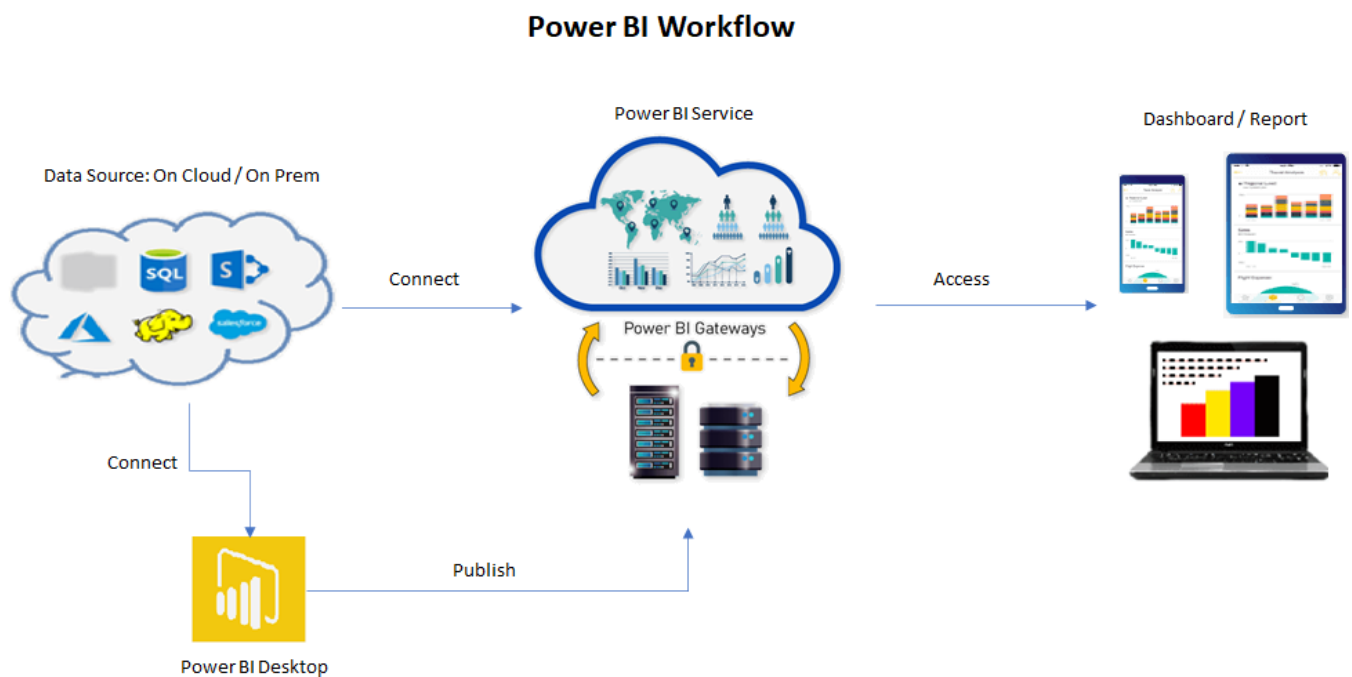 Power BI Workflow
Power BI Service
Dashboard / Report
Data Source: On Cloud / On Prem
SQL
S
salesforce
Connect
Access
Power BI Gateways
Connect
Publish
Power BI Desktop